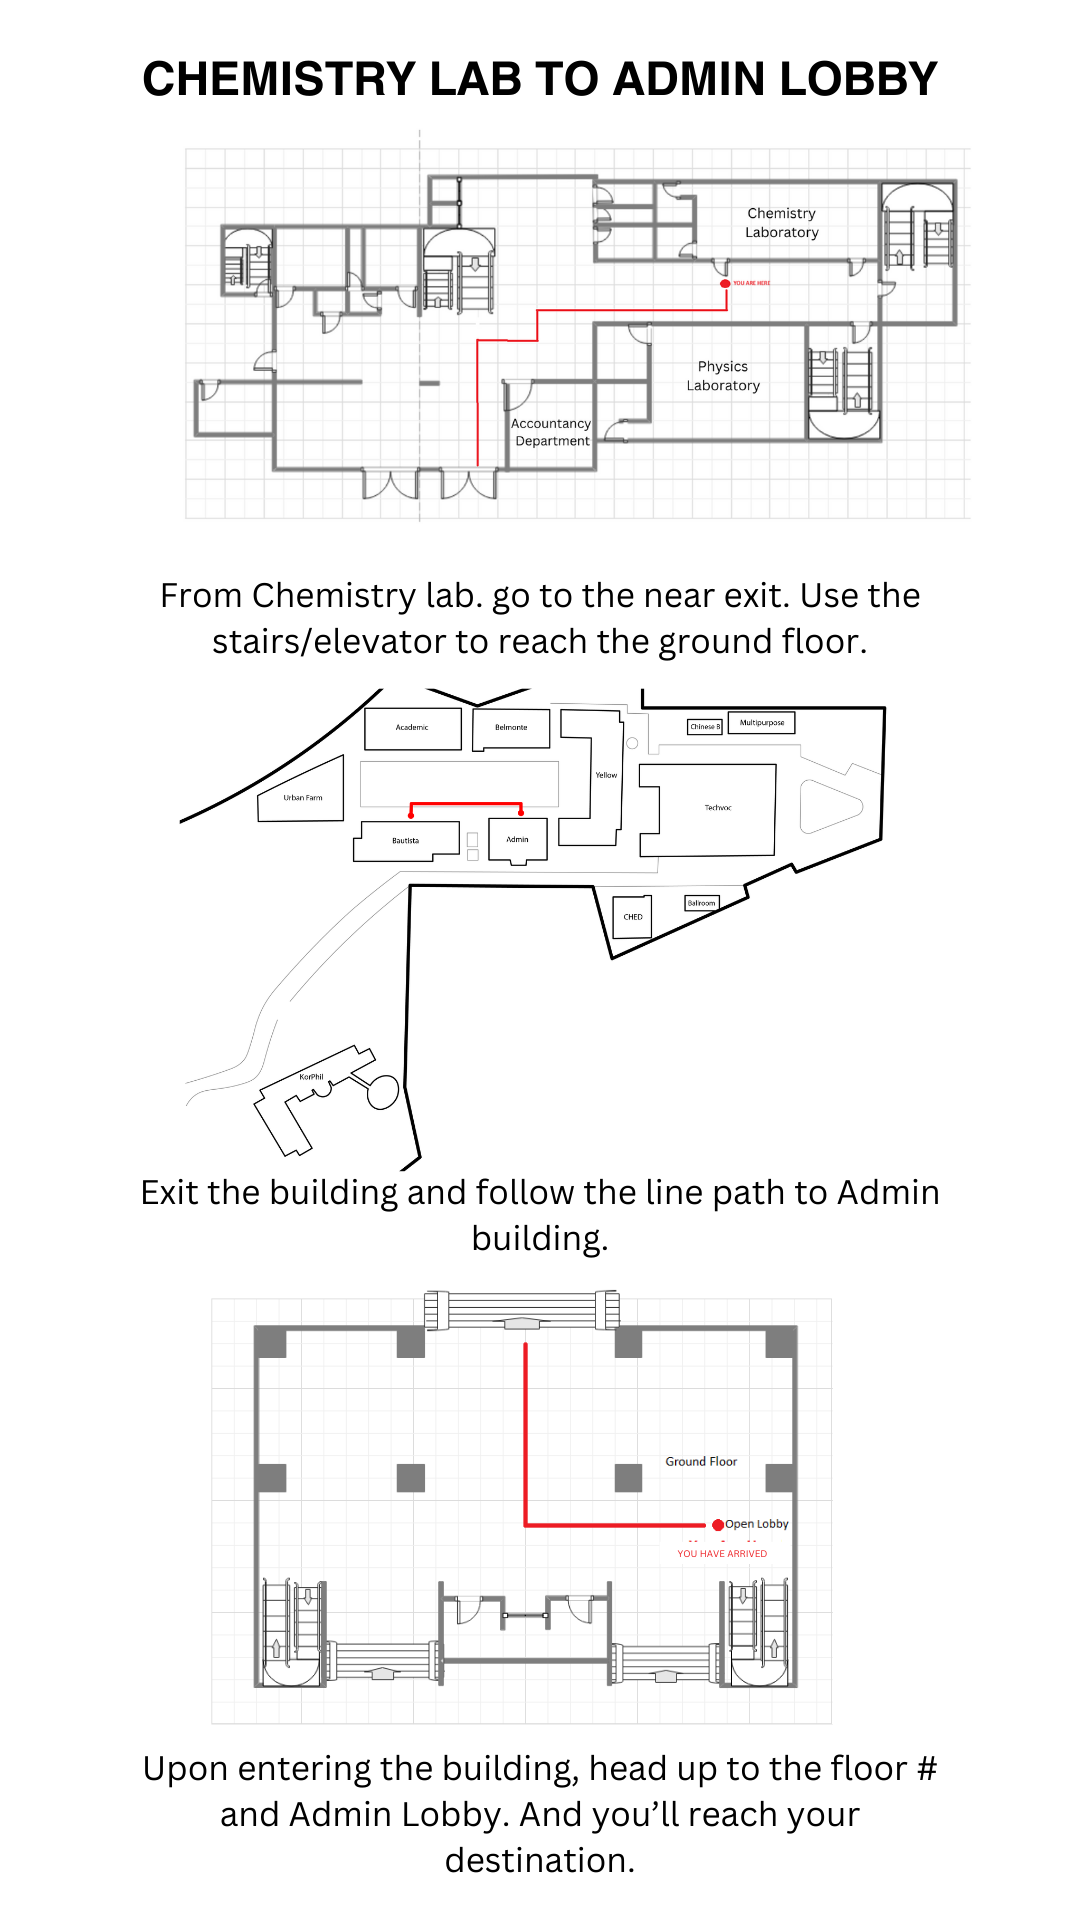 CHEMISTRY LAB TO ADMIN LOBBY
Chemistry
Laboratory
YOU ARE HERE
Physics
Laboratory
Accountancy
Department
From Chemistry lab. go to the near exit. Use the
stairs/elevator to reach the ground floor.
Academic
Belmonte
Chinese B
Multipurpose
Yellow
Urban Farm
Techvoc
Bautista
Admin
CHED
Ballroom
KorPhil
Exit the building and follow the line path to Admin
building.
Ground Floor
Open Lobby
YOU HAVE ARRIVED
Upon entering the building, head up to the floor #
and Admin Lobby. And you’ll reach your
destination.